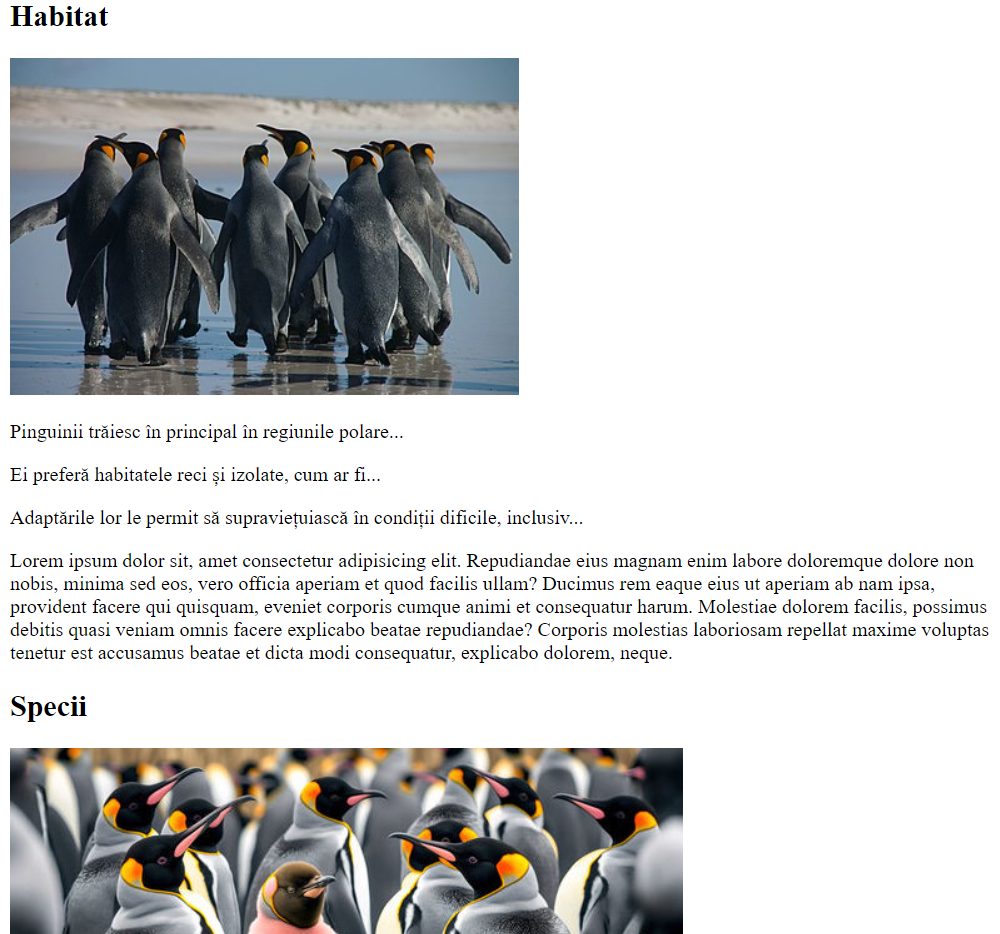 Habitat
Pinguinii trăiesc în principal în regiunile polare...
Ei preferă habitatele reci și izolate, cum ar fi...
Adaptările lor le permit să supraviețuiască în condiții dificile, inclusiv...
Lorem ipsum dolor sit, amet consectetur adipisicing elit. Repudiandae eius magnam enim labore doloremque dolore non
nobis, minima sed eos, vero officia aperiam et quod facilis ullam? Ducimus rem eaque eius ut aperiam ab nam ipsa,
provident facere qui quisquam, eveniet corporis cumque animi et consequatur harum. Molestiae dolorem facilis, possimus
debitis quasi veniam omnis facere explicabo beatae repudiandae? Corporis molestias laboriosam repellat maxime voluptas
tenetur est accusamus beatae et dicta modi consequatur, explicabo dolorem, neque.
Specii